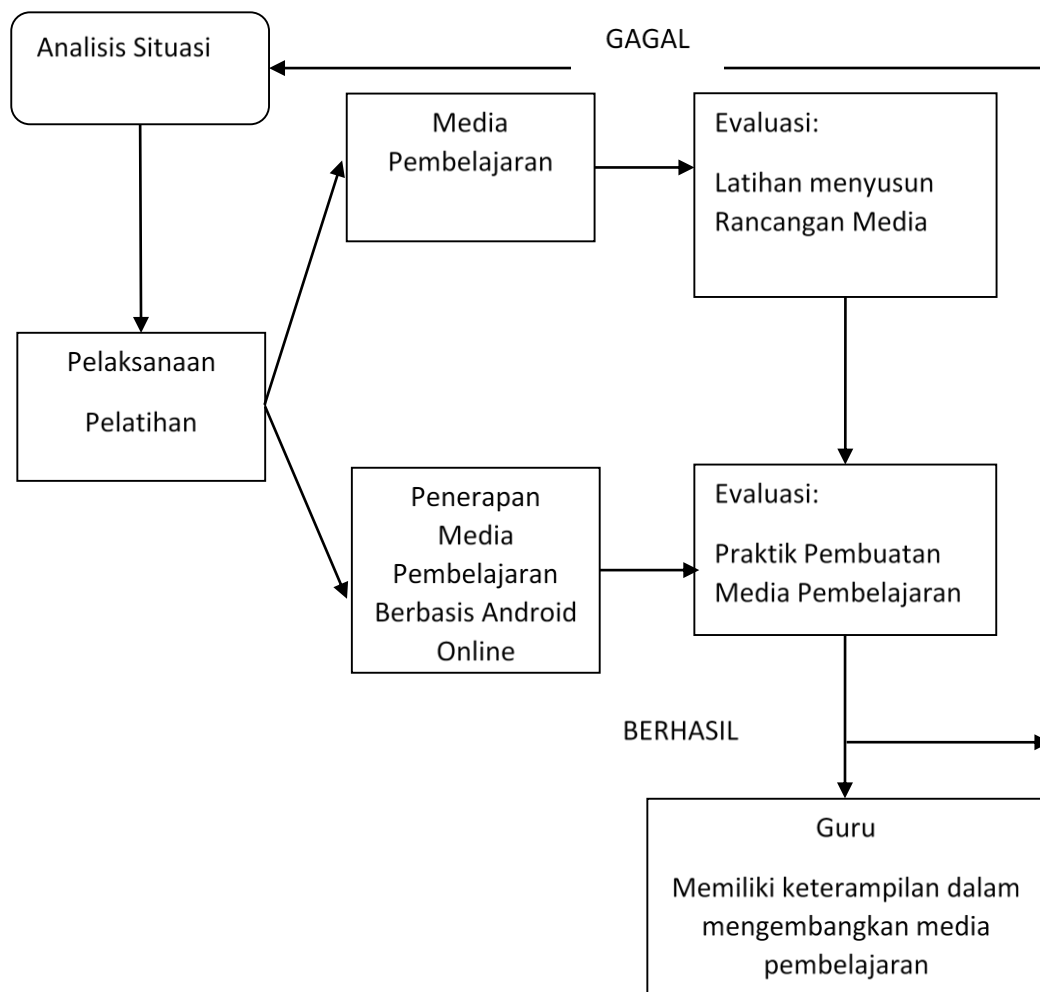 Analisis Situasi
GAGAL
Media
Pembelajaran
Evaluasi:
Latihan menyusun
Rancangan Media
Pelaksanaan
Pelatihan
Penerapan
Media
Pembelajaran
Berbasis Android
Online
Evaluasi:
Praktik Pembuatan
Media Pembelajaran
BERHASIL
Guru
Memiliki keterampilan dalam
mengembangkan media
pembelajaran